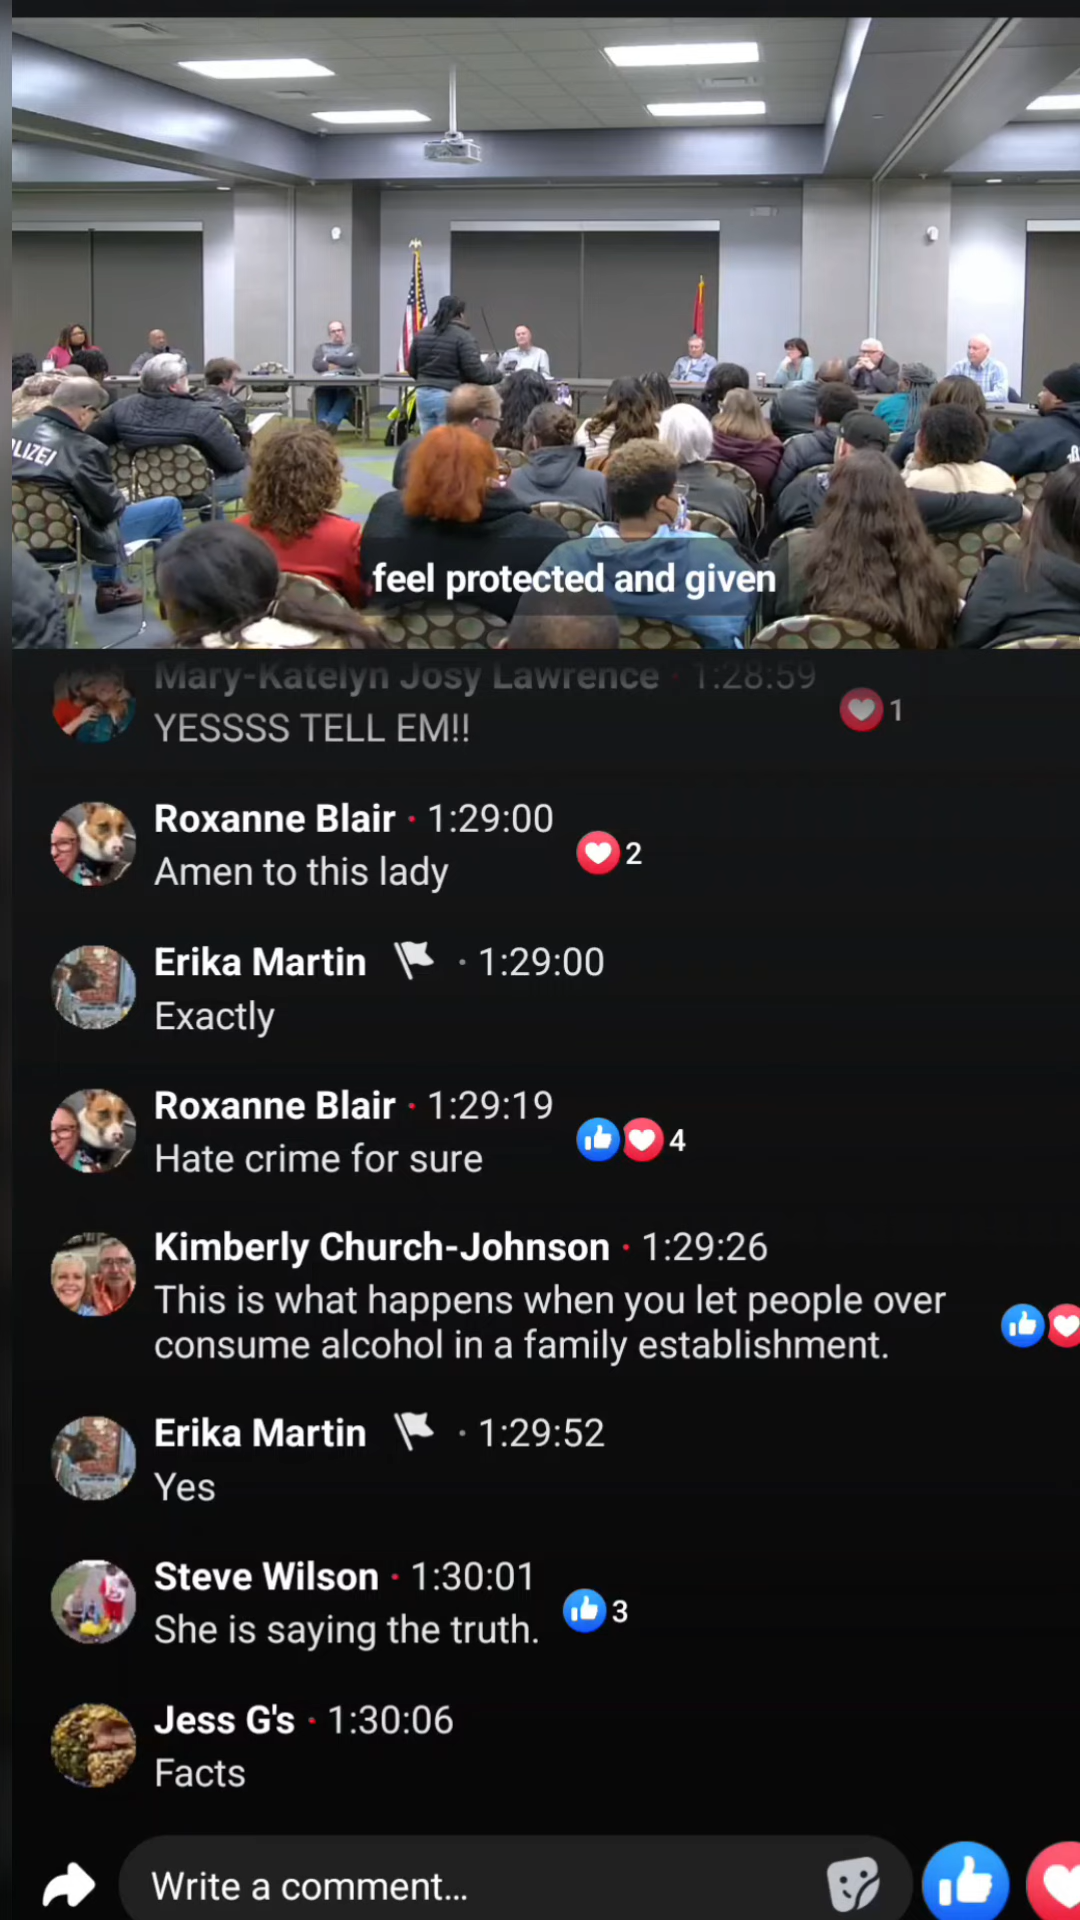 LIZEI
feel protected and given
Mary-Katelyn Josy Lawrence · 1:28:59
YESSSS TELL EM!!
1
Roxanne Blair · 1:29:00
Amen to this lady
2
Erika Martin · 1:29:00
Exactly
Roxanne Blair · 1:29:19
Hate crime for sure
4
Kimberly Church-Johnson · 1:29:26
This is what happens when you let people over
consume alcohol in a family establishment.
Erika Martin · 1:29:52
Yes
Steve Wilson · 1:30:01
She is saying the truth.
3
Jess G's · 1:30:06
Facts
Write a comment...